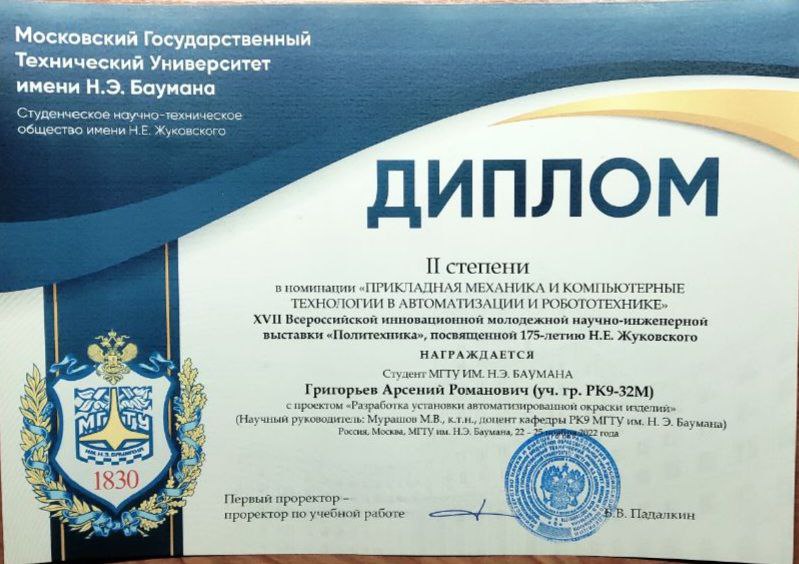 Московский Государственный
Технический Университет
имени Н.Э. Баумана
Студенческое научно-техническое
общество имени Н.Е. Жуковского
ДИПЛОМ
II степени
в номинации «ПРИКЛАДНАЯ МЕХАНИКА И КОМПЬЮТЕРНЫЕ
ТЕХНОЛОГИИ В АВТОМАТИЗАЦИИ И РОБОТОТЕХНИКЕ»
XVII Всероссийской инновационной молодежной научно-инженерной
выставки «Политехника», посвященной 175-летию Н.Е. Жуковского
НАГРАЖДАЕТСЯ
Студент МГТУ ИМ. Н.Э. БАУМАНА
Григорьев Арсений Романович (уч. гр. РК9-32М)
с проектом «Разработка установки автоматизированной окраски изделий»
(Научный руководитель: Мурашов М.В., к.т.н., доцент кафедры РК9 МГТУ им. Н. Э. Баумана)
Россия, Москва, МГТУ им. Н.Э. Баумана, 22 – 25 ноября 2022 года
МГТУ
ИМ. Н.Э. БАУМАНА
1830
Первый проректор –
проректор по учебной работе
Б.В. Падалкин